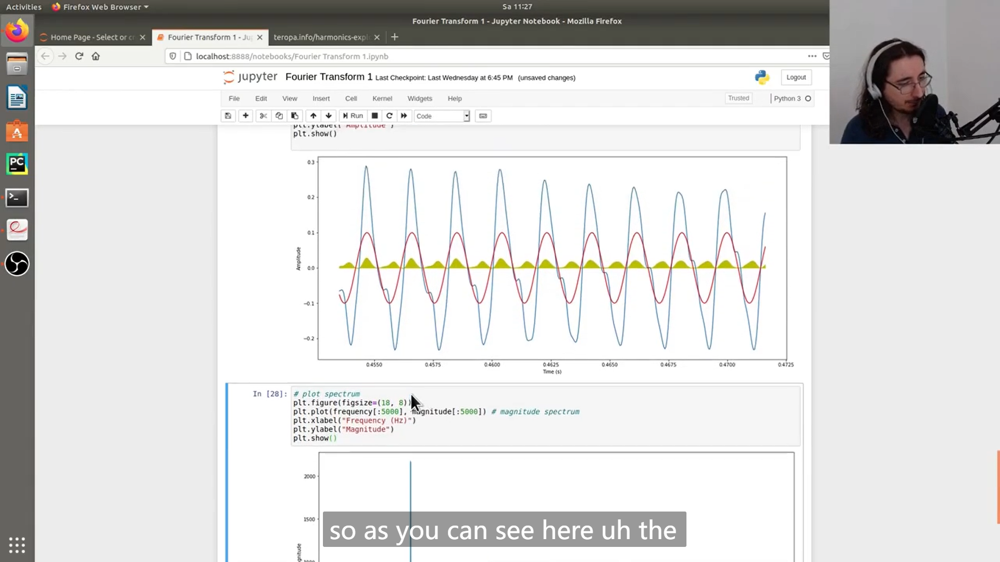 Activities Firefox Web Browser Sa 11:27
Fourier Transform 1 - Jupyter Notebook - Mozilla Firefox
Home Page - Select or cr Fourier Transform 1 - Ju teropa.info/harmonics-expl
localhost:8888/notebooks/Fourier Transform 1.ipynb
jupyter Fourier Transform 1 Last Checkpoint: Last Wednesday at 6:45 PM (unsaved changes) Logout
File Edit View Insert Cell Kernel Widgets Help Trusted Python 3
Run Code
plt.ylabel("Amplitude")
plt.show()
0.3
0.2
0.1
0.0
−0.1
−0.2
Amplitude
0.4550 0.4575 0.4600 0.4625 0.4650 0.4675 0.4700 0.4725
Time (s)
In [28]: # plot spectrum
plt.figure(figsize=(18, 8))
plt.plot(frequency[:5000], magnitude[:5000]) # magnitude spectrum
plt.xlabel("Frequency (Hz)")
plt.ylabel("Magnitude")
plt.show()
2000
1500
PC
>_
so as you can see here uh the